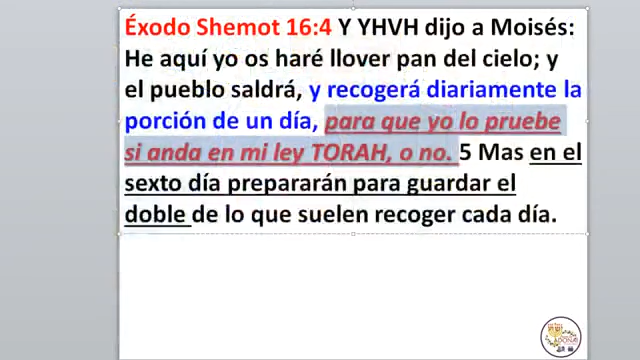 Éxodo Shemot 16:4 Y YHVH dijo a Moisés:
He aquí yo os haré llover pan del cielo; y
el pueblo saldrá, y recogerá diariamente la
porción de un día, para que yo lo pruebe
si anda en mi ley TORAH, o no. 5 Mas en el
sexto día prepararán para guardar el
doble de lo que suelen recoger cada día.